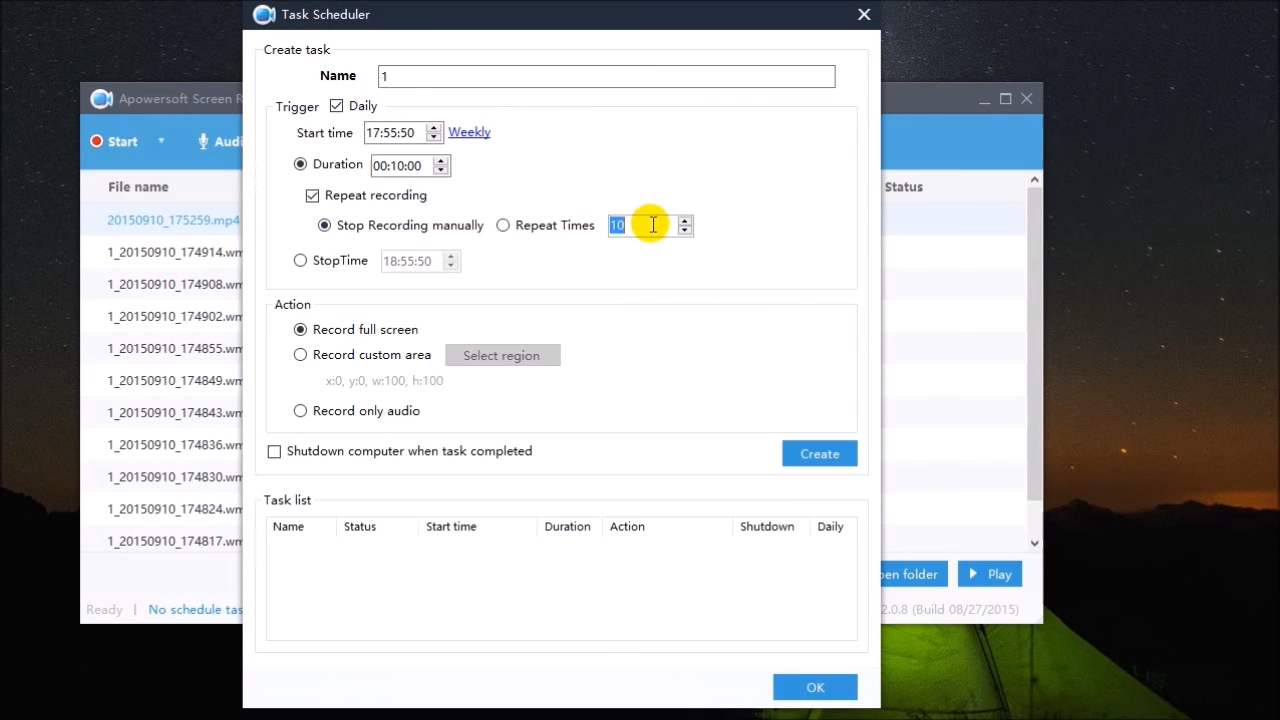 Task Scheduler
Create task
Name 1
Trigger Daily
Start time 17:55:50 Weekly
Duration 00:10:00
Repeat recording
Stop Recording manually Repeat Times 10
StopTime 18:55:50
Action
Record full screen
Record custom area Select region
x:0, y:0, w:100, h:100
Record only audio
Shutdown computer when task completed
Create
Task list
Name Status Start time Duration Action Shutdown Daily
OK
Apowersoft Screen
Start
File name
Status
20150910_175259.mp4
1_20150910_174914.wm
1_20150910_174908.wm
1_20150910_174902.wm
1_20150910_174855.wm
1_20150910_174849.wm
1_20150910_174843.wm
1_20150910_174836.wm
1_20150910_174830.wm
1_20150910_174824.wm
1_20150910_174817.wm
folder Play
Ready | No schedule
2.0.8 (Build 08/27/2015)